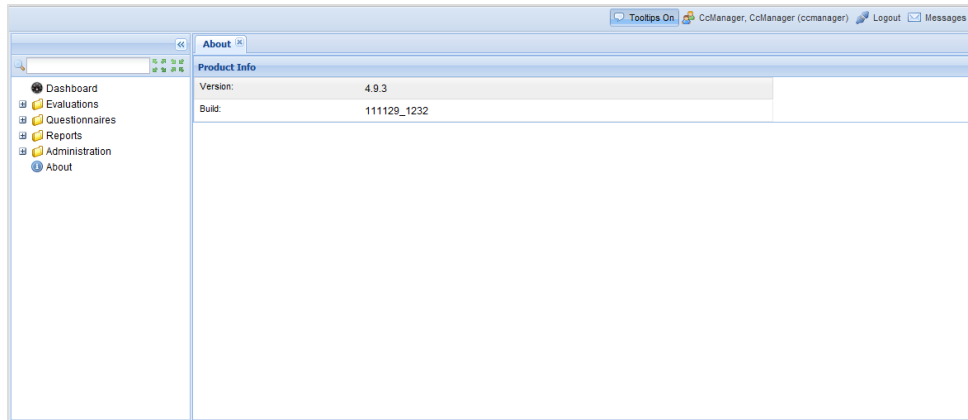 Tooltips On CcManager, CcManager (ccmanager) Logout Messages
About
Product Info
Dashboard
Evaluations
Questionnaires
Reports
Administration
About
Version: 4.9.3
Build: 111129_1232